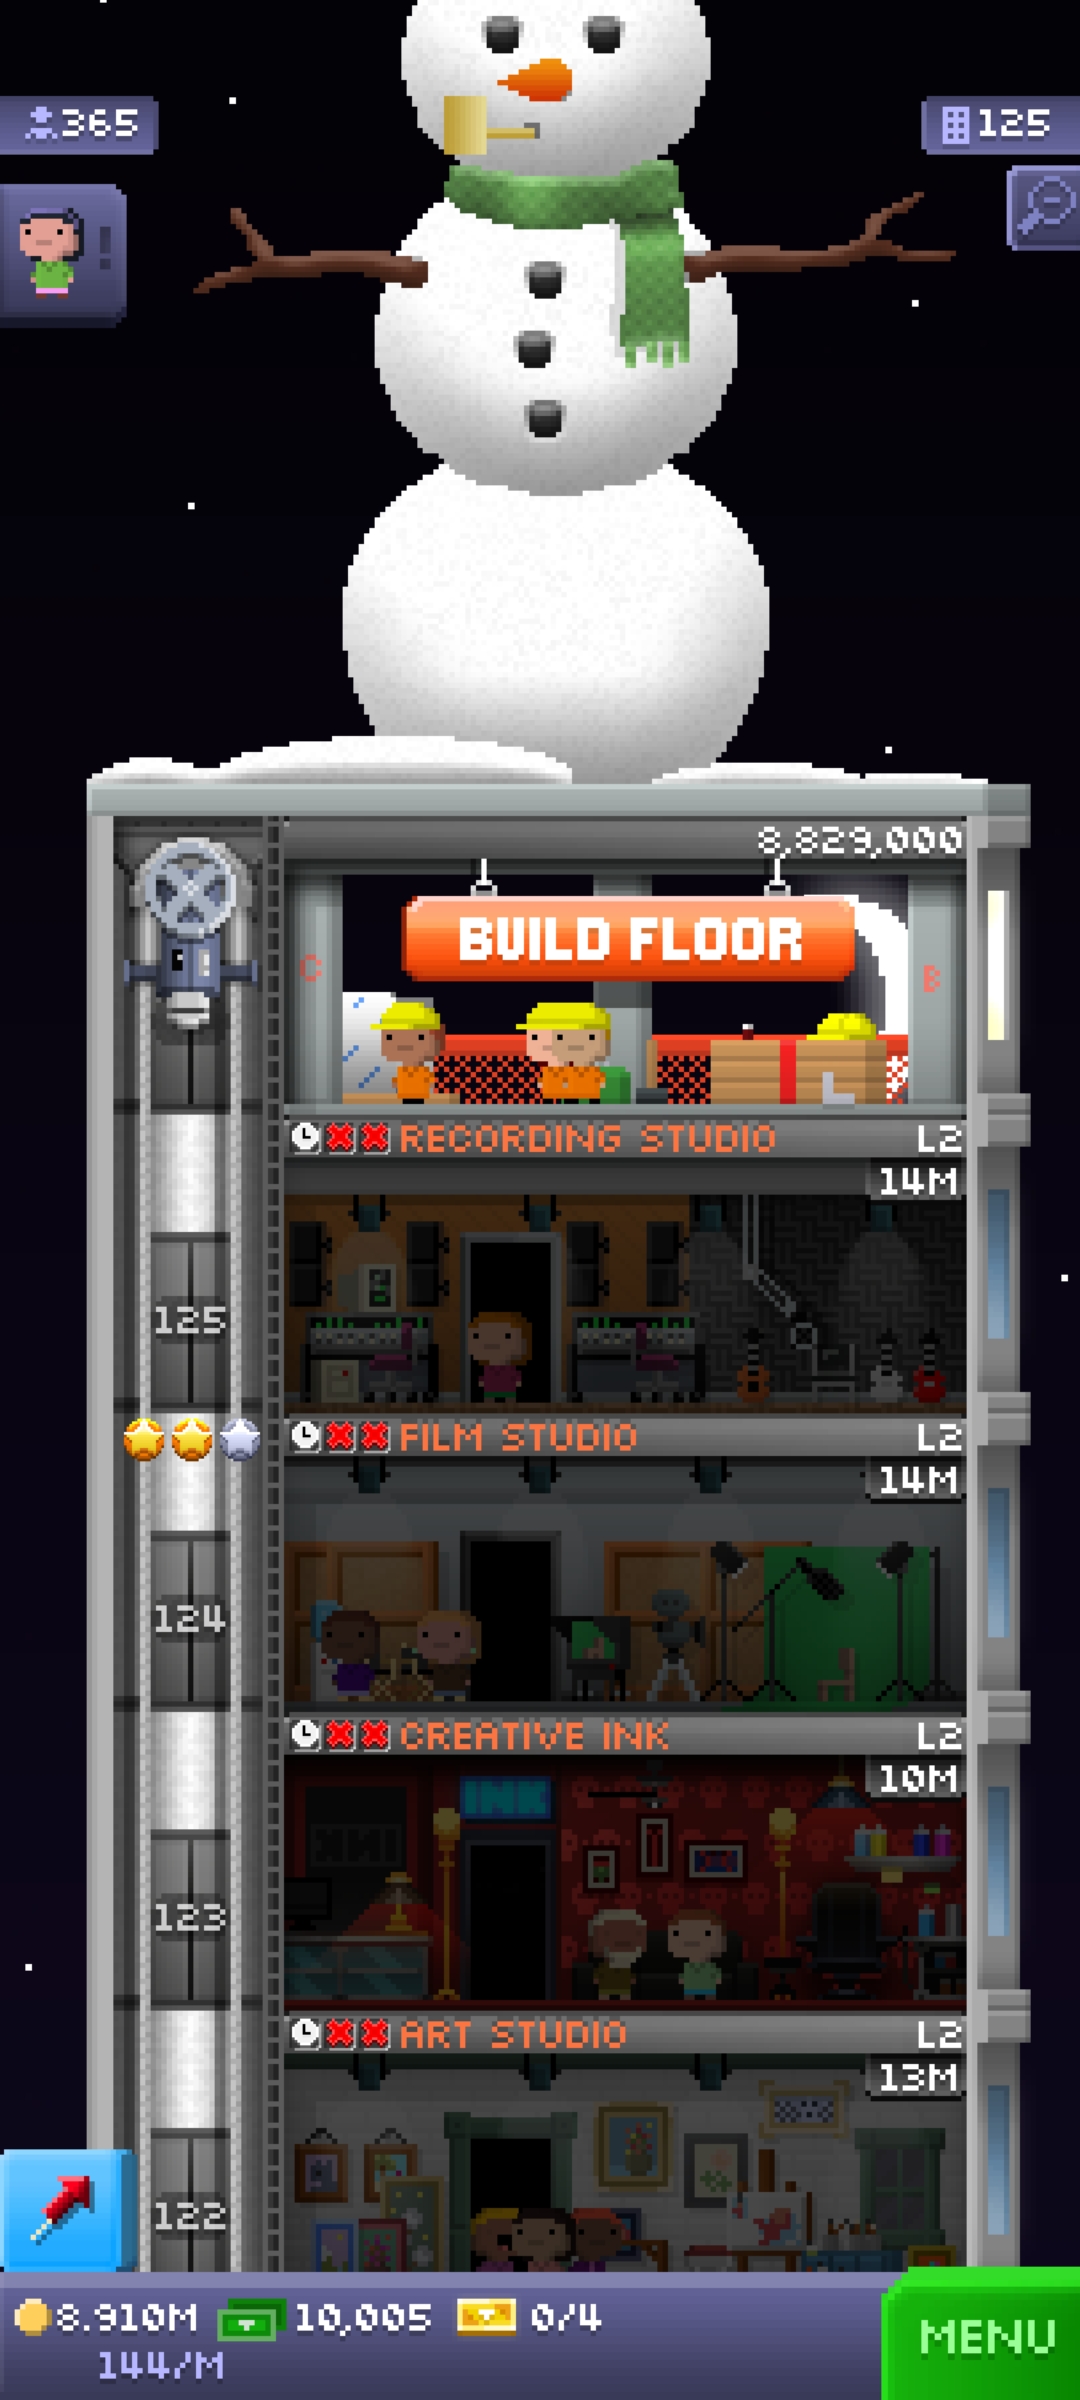 365
125
8,829,000
BUILD FLOOR
C
B
RECORDING STUDIO L2
14M
125
FILM STUDIO L2
14M
124
CREATIVE INK L2
10M
INK
INK
123
ART STUDIO L2
13M
122
8.910M 10,005 0/4
144/M
MENU